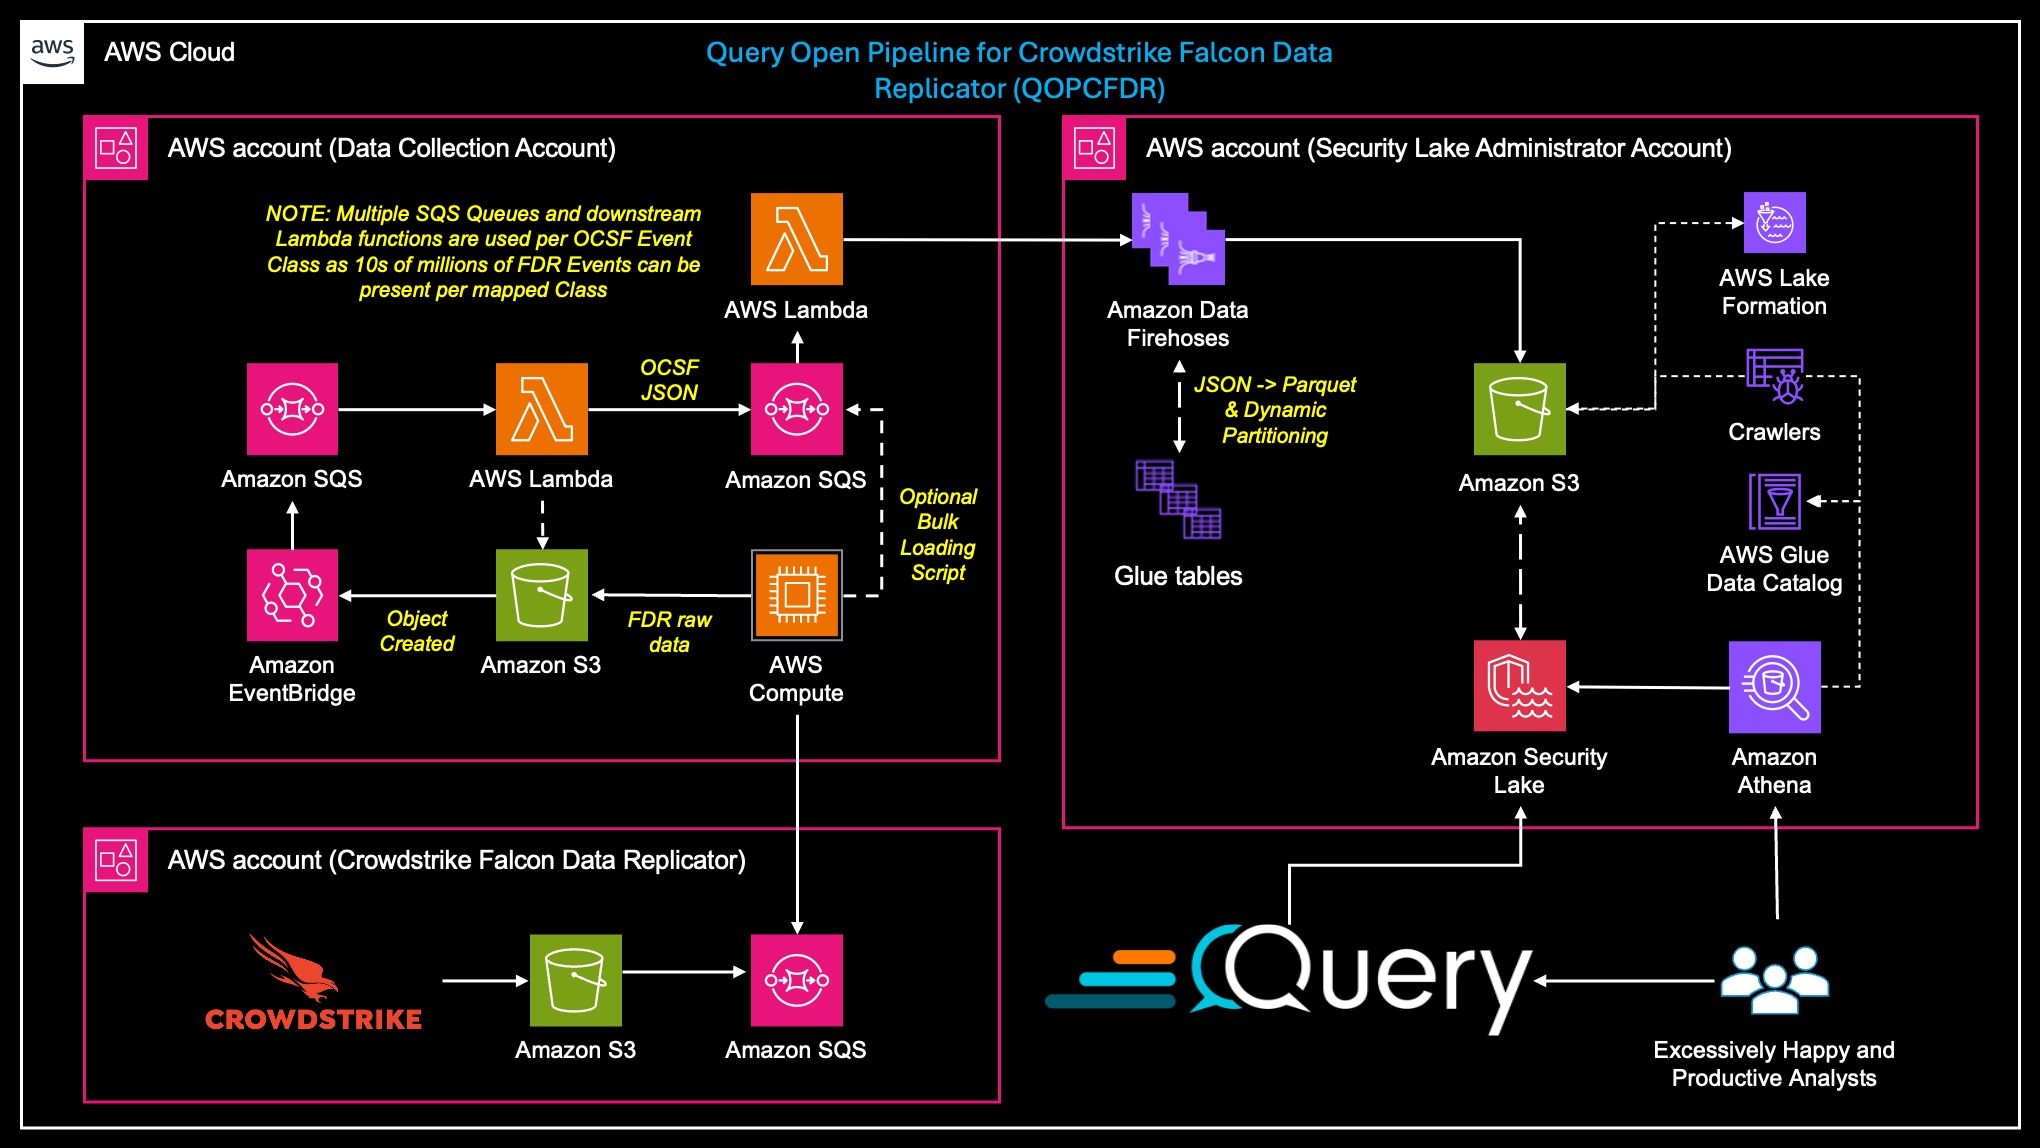 aws
AWS Cloud
Query Open Pipeline for Crowdstrike Falcon Data
Replicator (QOPCFDR)
AWS account (Data Collection Account)
NOTE: Multiple SQS Queues and downstream
Lambda functions are used per OCSF Event
Class as 10s of millions of FDR Events can be
present per mapped Class
AWS Lambda
OCSF
JSON
Amazon SQS
AWS Lambda
Amazon SQS
Optional
Bulk
Loading
Script
Object
Created
FDR raw
data
Amazon
EventBridge
Amazon S3
AWS
Compute
AWS account (Security Lake Administrator Account)
Amazon Data
Firehoses
JSON -> Parquet
& Dynamic
Partitioning
Glue tables
Amazon S3
AWS Lake
Formation
Crawlers
AWS Glue
Data Catalog
Amazon Security
Lake
Amazon
Athena
AWS account (Crowdstrike Falcon Data Replicator)
CROWDSTRIKE
Amazon S3
Amazon SQS
Query
Excessively Happy and
Productive Analysts